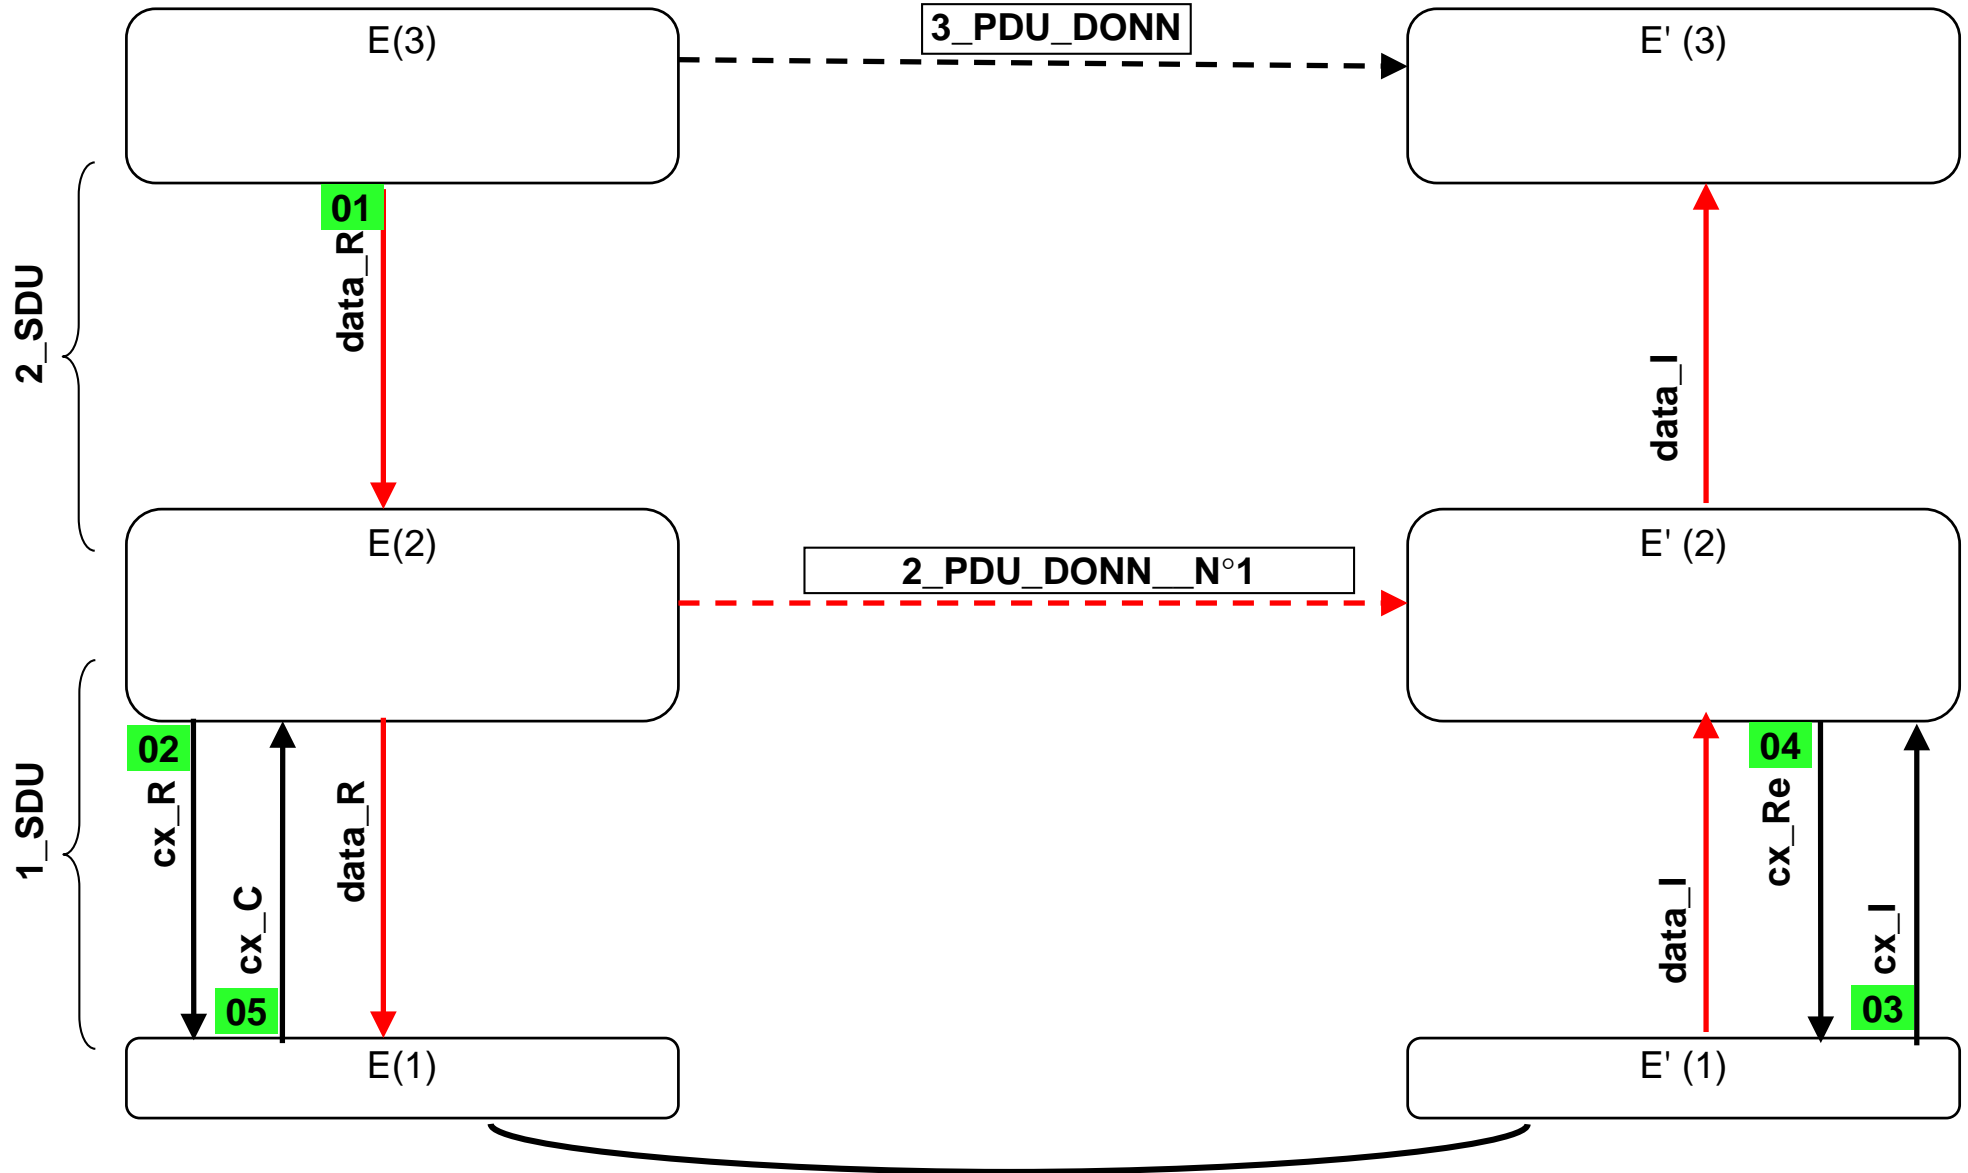 E(3)
3_PDU_DONN
E' (3)
01
data_R
2_SDU
data_I
E(2)
2_PDU_DONN__N°1
E' (2)
02
cx_R
1_SDU
05
cx_C
data_R
data_I
04
cx_Re
03
cx_I
E(1)
E' (1)